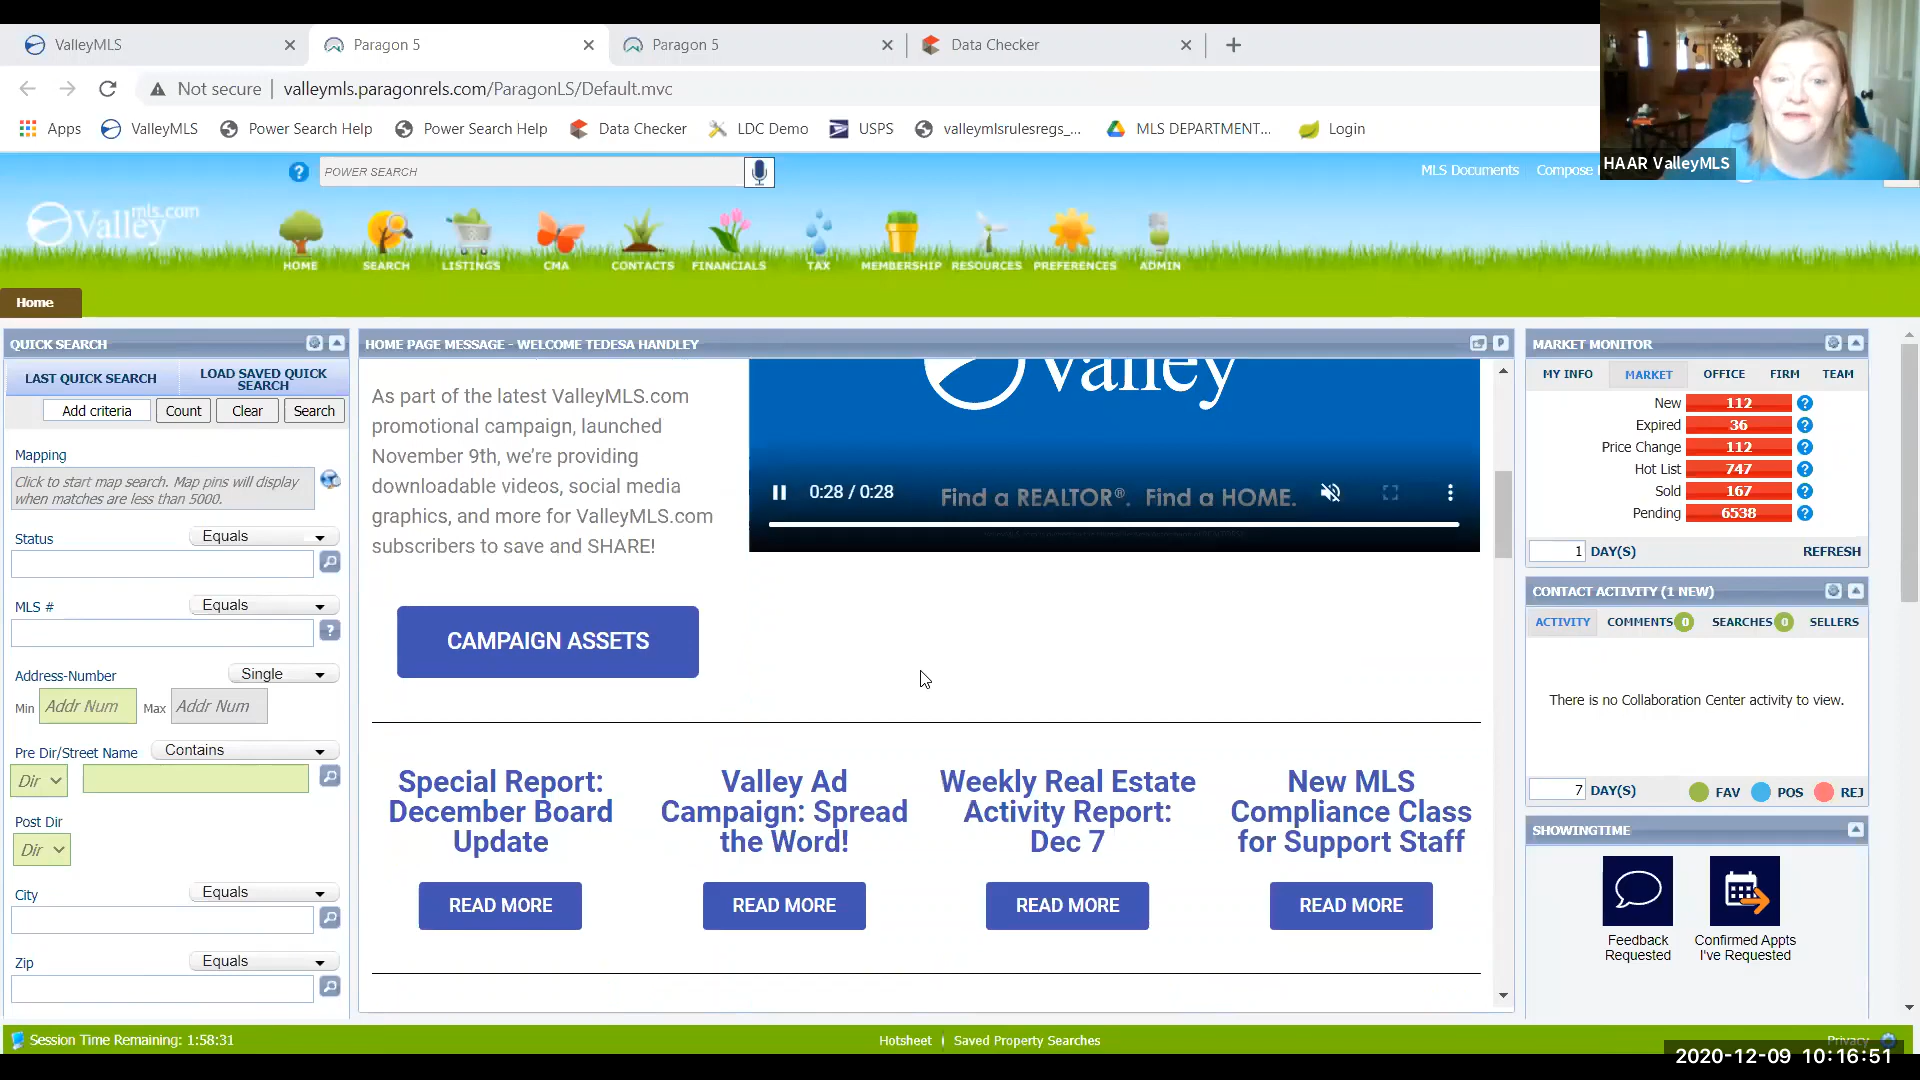 ValleyMLS
Paragon 5
Paragon 5
Data Checker
HAAR ValleyMLS
Not secure
valleymls.paragonrels.com/ParagonLS/Default.mvc
Apps
ValleyMLS
Power Search Help
Power Search Help
Data Checker
LDC Demo
USPS
valleymlsrulesregs_...
MLS DEPARTMENT...
Login
POWER SEARCH
MLS Documents
Compose
Valley mls.com
HOME
SEARCH
LISTINGS
CMA
CONTACTS
FINANCIALS
TAX
MEMBERSHIP
RESOURCES
PREFERENCES
ADMIN
Home
QUICK SEARCH
LAST QUICK SEARCH
LOAD SAVED QUICK
SEARCH
Add criteria
Count
Clear
Search
Mapping
Click to start map search. Map pins will display
when matches are less than 5000.
Status
Equals
MLS #
Equals
?
Address-Number
Single
Min
Addr Num
Max
Addr Num
Pre Dir/Street Name
Contains
Dir
Post Dir
Dir
City
Equals
Zip
Equals
HOME PAGE MESSAGE - WELCOME TEDESA HANDLEY
P
As part of the latest ValleyMLS.com
promotional campaign, launched
November 9th, we're providing
downloadable videos, social media
graphics, and more for ValleyMLS.com
subscribers to save and SHARE!
Valley
0:28 / 0:28
Find a REALTOR®. Find a HOME.
CAMPAIGN ASSETS
Special Report:
December Board
Update
READ MORE
Valley Ad
Campaign: Spread
the Word!
READ MORE
Weekly Real Estate
Activity Report:
Dec 7
READ MORE
New MLS
Compliance Class
for Support Staff
READ MORE
MARKET MONITOR
MY INFO
MARKET
OFFICE
FIRM
TEAM
New 112 ?
Expired 36 ?
Price Change 112 ?
Hot List 747 ?
Sold 167 ?
Pending 6538 ?
1 DAY(S)
REFRESH
CONTACT ACTIVITY (1 NEW)
ACTIVITY
COMMENTS 0
SEARCHES 0
SELLERS
There is no Collaboration Center activity to view.
7 DAY(S)
FAV
POS
REJ
SHOWINGTIME
Feedback
Requested
Confirmed Appts
I've Requested
Session Time Remaining: 1:58:31
Hotsheet | Saved Property Searches
Privacy
2020-12-09 10:16:51